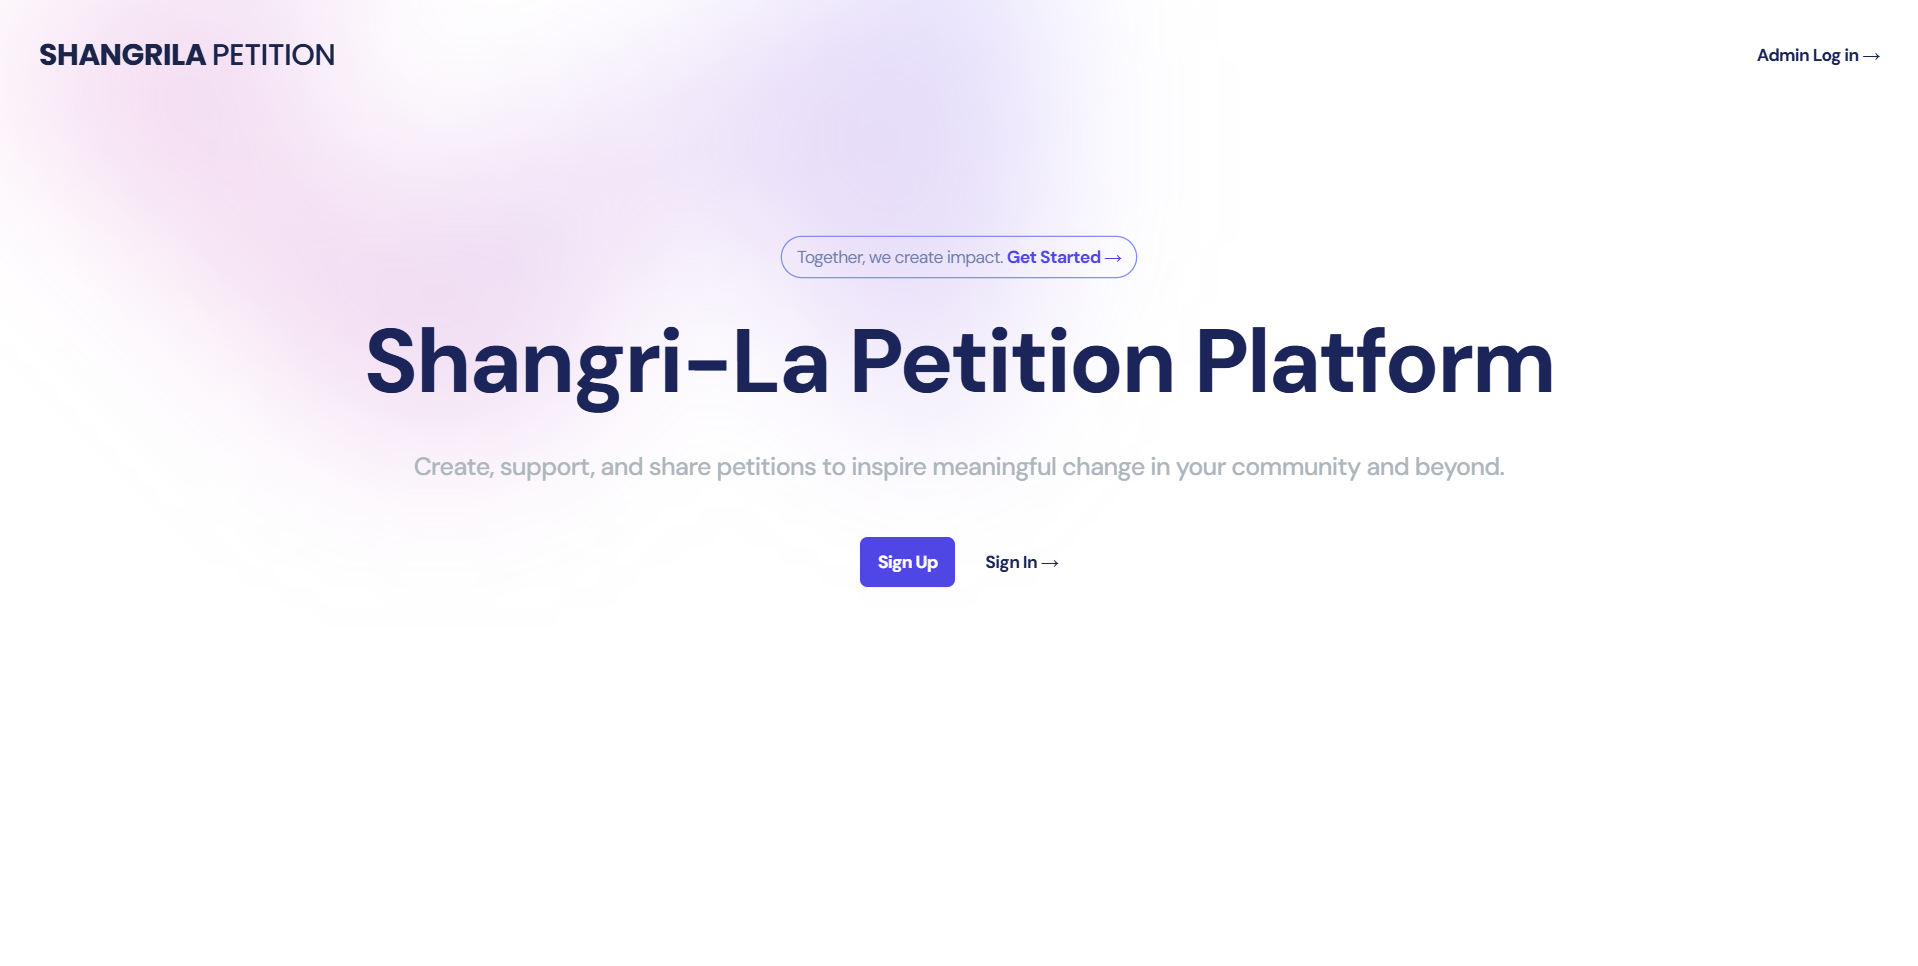 SHANGRILA PETITION
Admin Log in →
Together, we create impact. Get Started →
Shangri-La Petition Platform
Create, support, and share petitions to inspire meaningful change in your community and beyond.
Sign Up
Sign In →